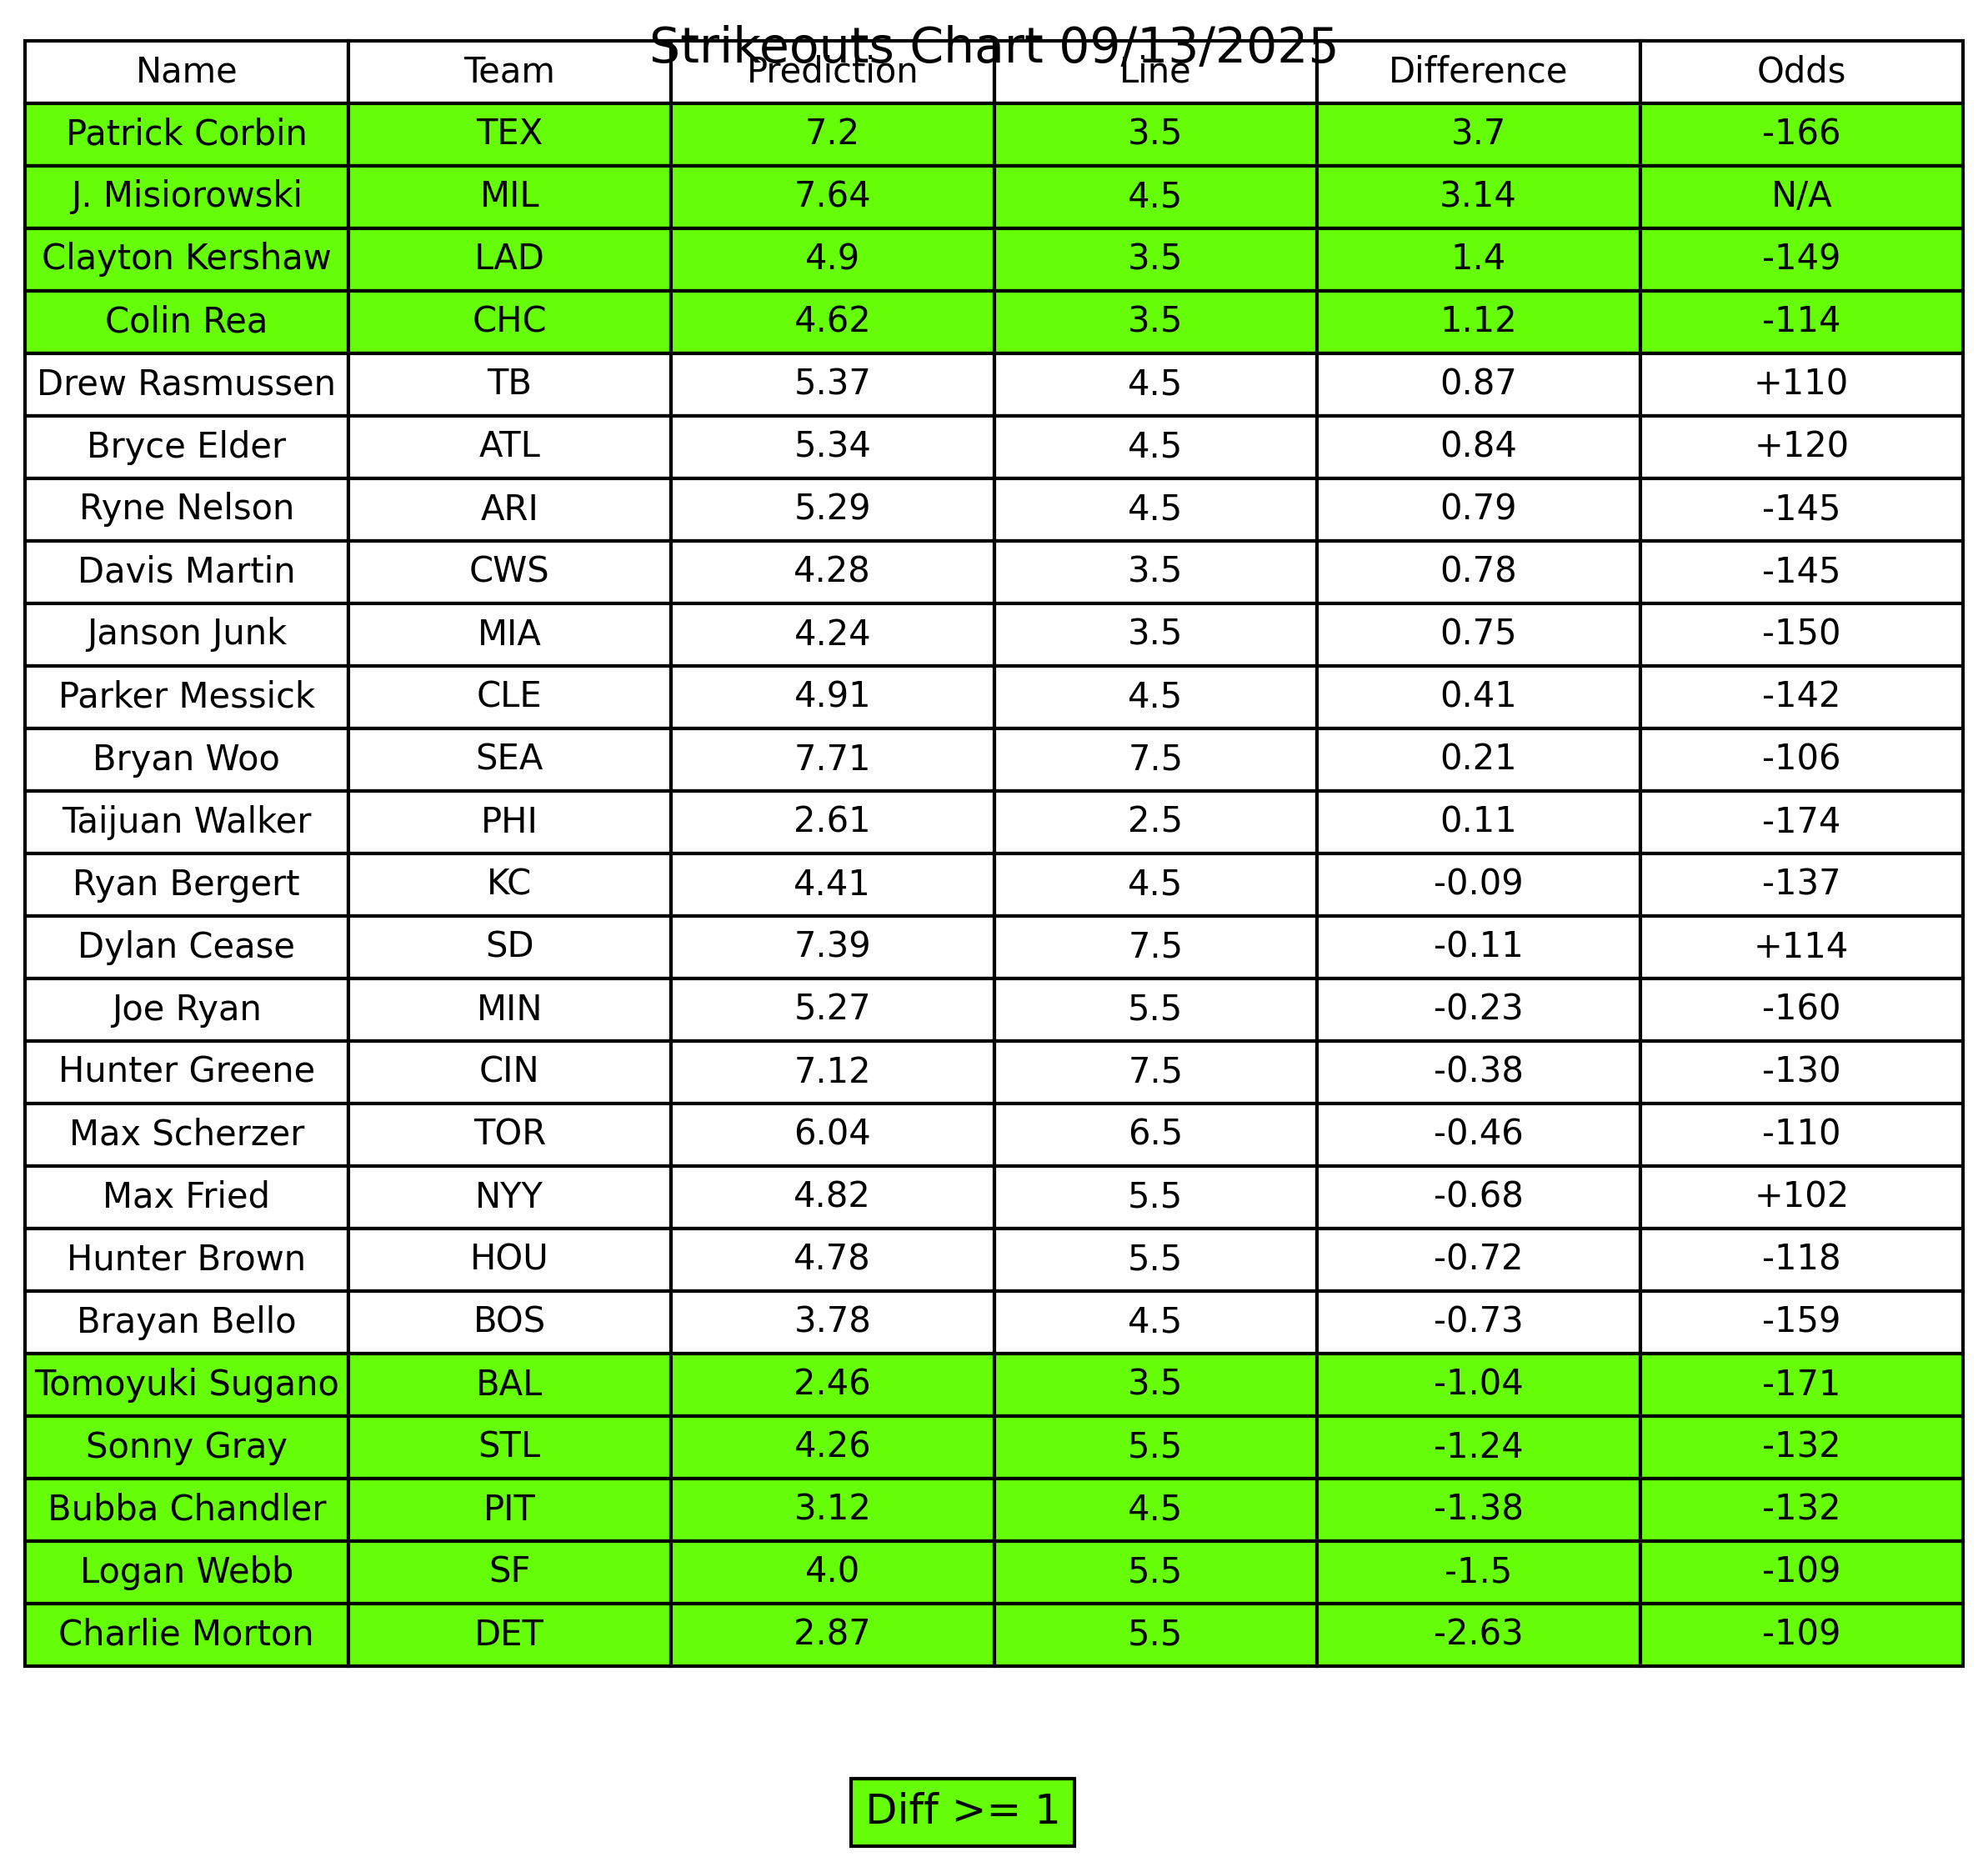 Strikeouts Chart 09/13/2025
Name Team Prediction Line Difference Odds
Patrick Corbin TEX 7.2 3.5 3.7 -166
J. Misiorowski MIL 7.64 4.5 3.14 N/A
Clayton Kershaw LAD 4.9 3.5 1.4 -149
Colin Rea CHC 4.62 3.5 1.12 -114
Drew Rasmussen TB 5.37 4.5 0.87 +110
Bryce Elder ATL 5.34 4.5 0.84 +120
Ryne Nelson ARI 5.29 4.5 0.79 -145
Davis Martin CWS 4.28 3.5 0.78 -145
Janson Junk MIA 4.24 3.5 0.75 -150
Parker Messick CLE 4.91 4.5 0.41 -142
Bryan Woo SEA 7.71 7.5 0.21 -106
Taijuan Walker PHI 2.61 2.5 0.11 -174
Ryan Bergert KC 4.41 4.5 -0.09 -137
Dylan Cease SD 7.39 7.5 -0.11 +114
Joe Ryan MIN 5.27 5.5 -0.23 -160
Hunter Greene CIN 7.12 7.5 -0.38 -130
Max Scherzer TOR 6.04 6.5 -0.46 -110
Max Fried NYY 4.82 5.5 -0.68 +102
Hunter Brown HOU 4.78 5.5 -0.72 -118
Brayan Bello BOS 3.78 4.5 -0.73 -159
Tomoyuki Sugano BAL 2.46 3.5 -1.04 -171
Sonny Gray STL 4.26 5.5 -1.24 -132
Bubba Chandler PIT 3.12 4.5 -1.38 -132
Logan Webb SF 4.0 5.5 -1.5 -109
Charlie Morton DET 2.87 5.5 -2.63 -109
Diff >= 1